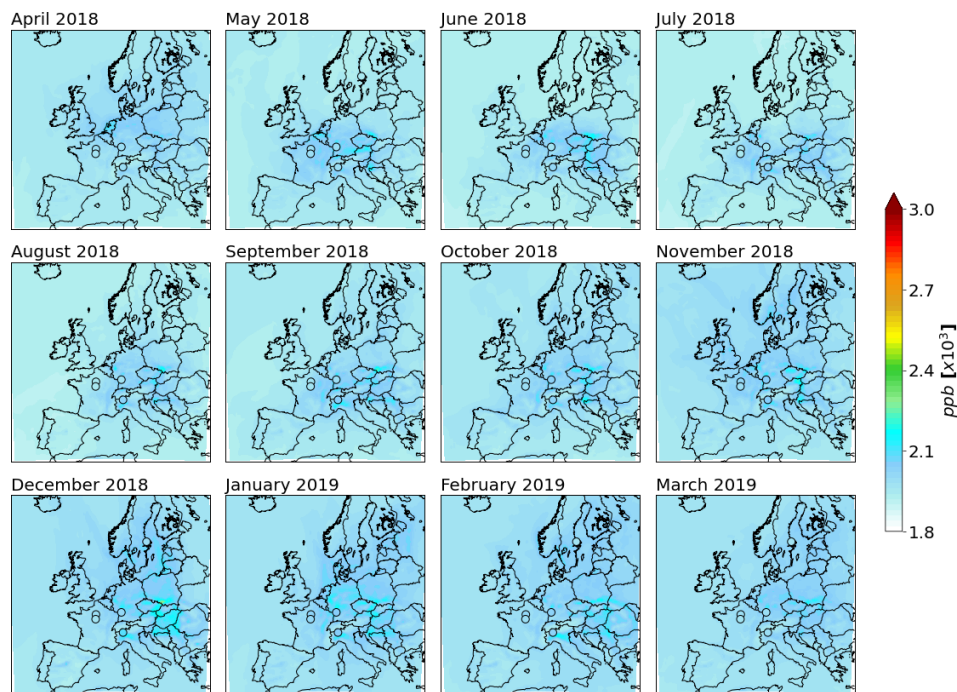 April 2018
May 2018
June 2018
July 2018
August 2018
September 2018
October 2018
November 2018
December 2018
January 2019
February 2019
March 2019
3.0
2.7
2.4
2.1
1.8
ppb [x10³]